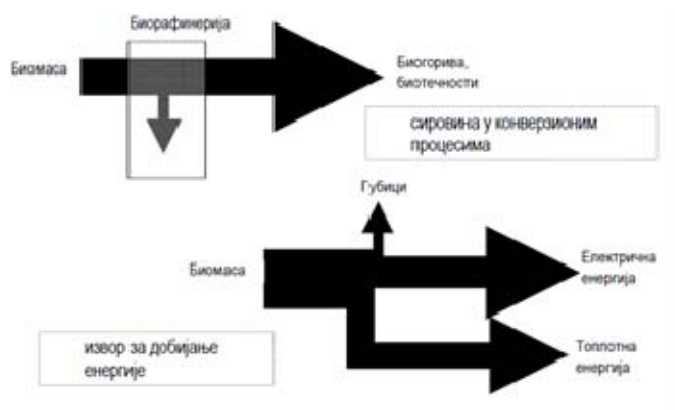 Биорафинерија
Биомаса
Биогорива,
биотечности
сировина у конверзионим
процесима
Губици
Биомаса
Електрична
енергија
извор за добијање
енергије
Топлотна
енергија